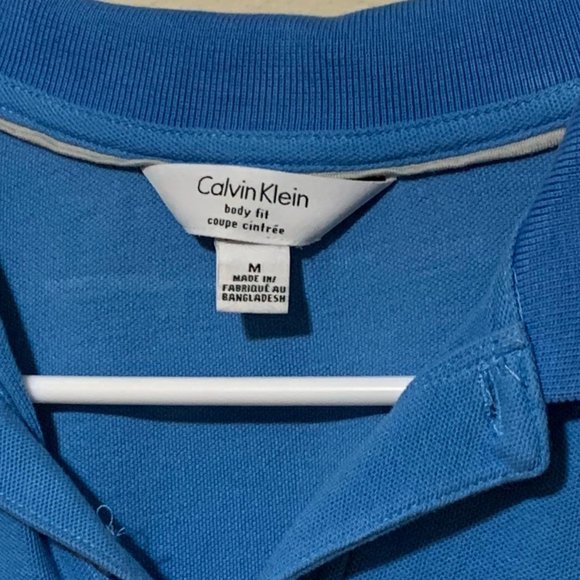 Calvin Klein
body fit
coupe cintrée
M
MADE IN/
FABRIQUÉ AU
BANGLADESH